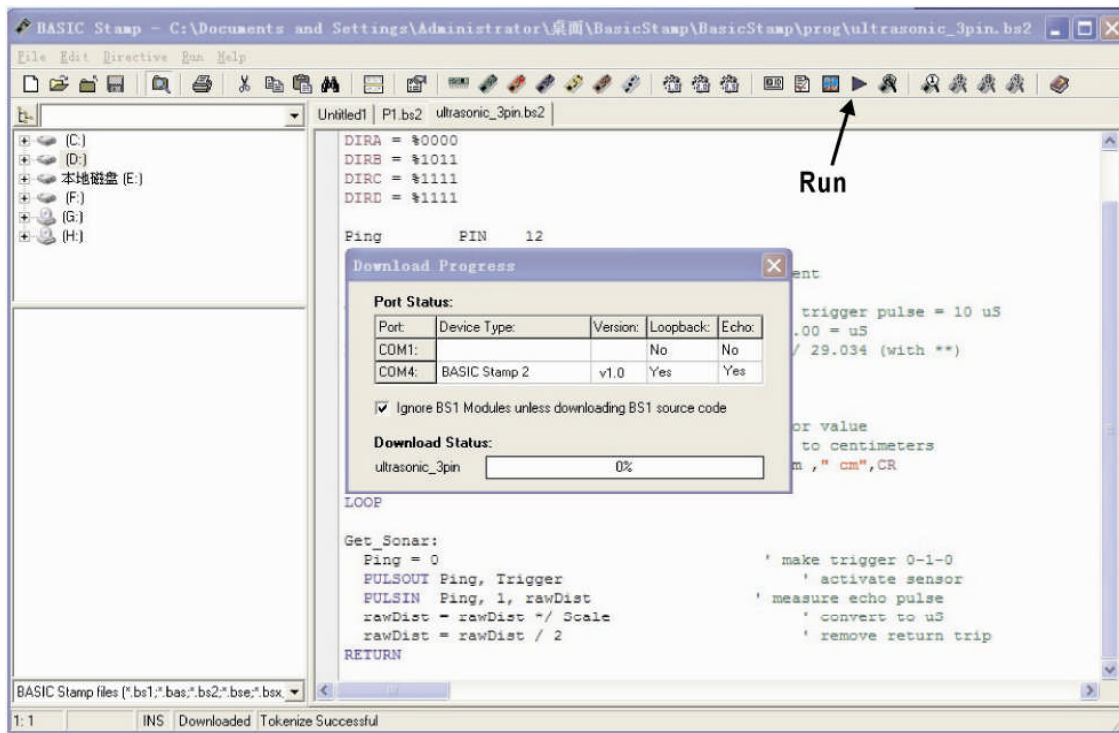 BASIC Stamp - C:\Documents and Settings\Administrator\桌面\BasicStamp\BasicStamp\prog\ultrasonic_3pin.bs2
File Edit Directive Run Help
Untitled1 P1.bs2 ultrasonic_3pin.bs2
(C:)
(D:)
本地磁盘 (E:)
(F:)
(G:)
(H:)
DIRA = %0000
DIRB = %1011
DIRC = %1111
DIRD = %1111
Run
Ping PIN 12
Download Progress
ent
Port Status:
trigger pulse = 10 uS
Port: Device Type: Version: Loopback: Echo:
.00 = uS
COM1: No No
/ 29.034 (with **)
COM4: BASIC Stamp 2 v1.0 Yes Yes
Ignore BS1 Modules unless downloading BS1 source code
or value
Download Status:
to centimeters
ultrasonic_3pin 0%
m ," cm",CR
LOOP
Get_Sonar:
Ping = 0 ' make trigger 0-1-0
PULSOUT Ping, Trigger ' activate sensor
PULSIN Ping, 1, rawDist ' measure echo pulse
rawDist = rawDist */ Scale ' convert to uS
rawDist = rawDist / 2 ' remove return trip
RETURN
BASIC Stamp files (*.bs1;*.bas;*.bs2;*.bse;*.bsx,
1: 1 INS Downloaded Tokenize Successful